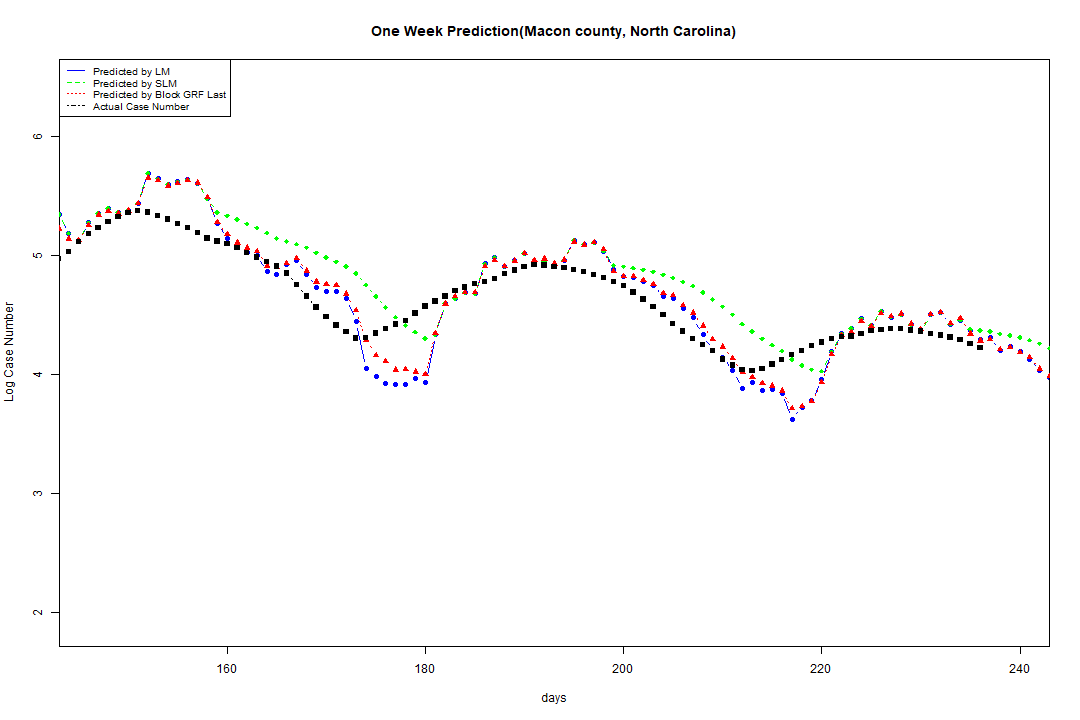 One Week Prediction(Macon county, North Carolina)
Predicted by LM
Predicted by SLM
Predicted by Block GRF Last
Actual Case Number
6
5
4
3
2
Log Case Number
160 180 200 220 240
days